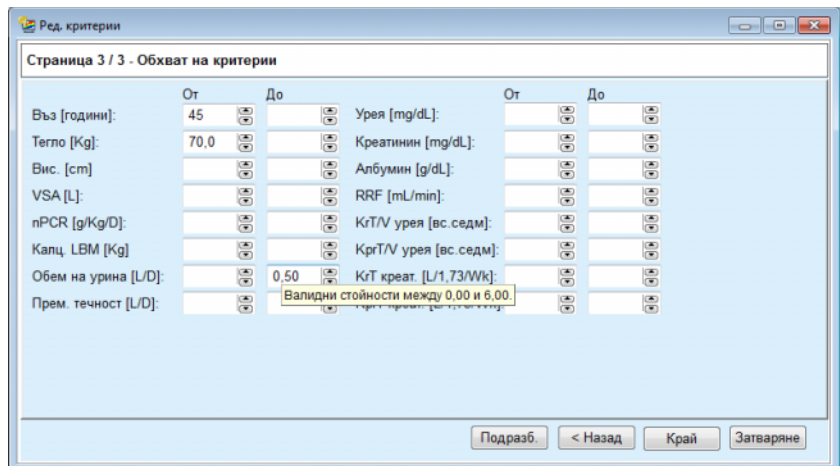 Ред. критерии
Страница 3 / 3 - Обхват на критерии
От До От До
Въз [години]: 45 Урея [mg/dL]:
Тегло [Kg]: 70,0 Креатинин [mg/dL]:
Вис. [cm] Албумин [g/dL]:
VSA [L]: RRF [mL/min]:
nPCR [g/Kg/D]: KrT/V урея [вс.седм]:
Калц. LBM [Kg] KprT/V урея [вс.седм]:
Обем на урина [L/D]: 0,50 KrT креат. [L/1,73/Wk]:
Валидни стойности между 0,00 и 6,00.
Прем. течност [L/D]:
Подразб. < Назад Край Затваряне